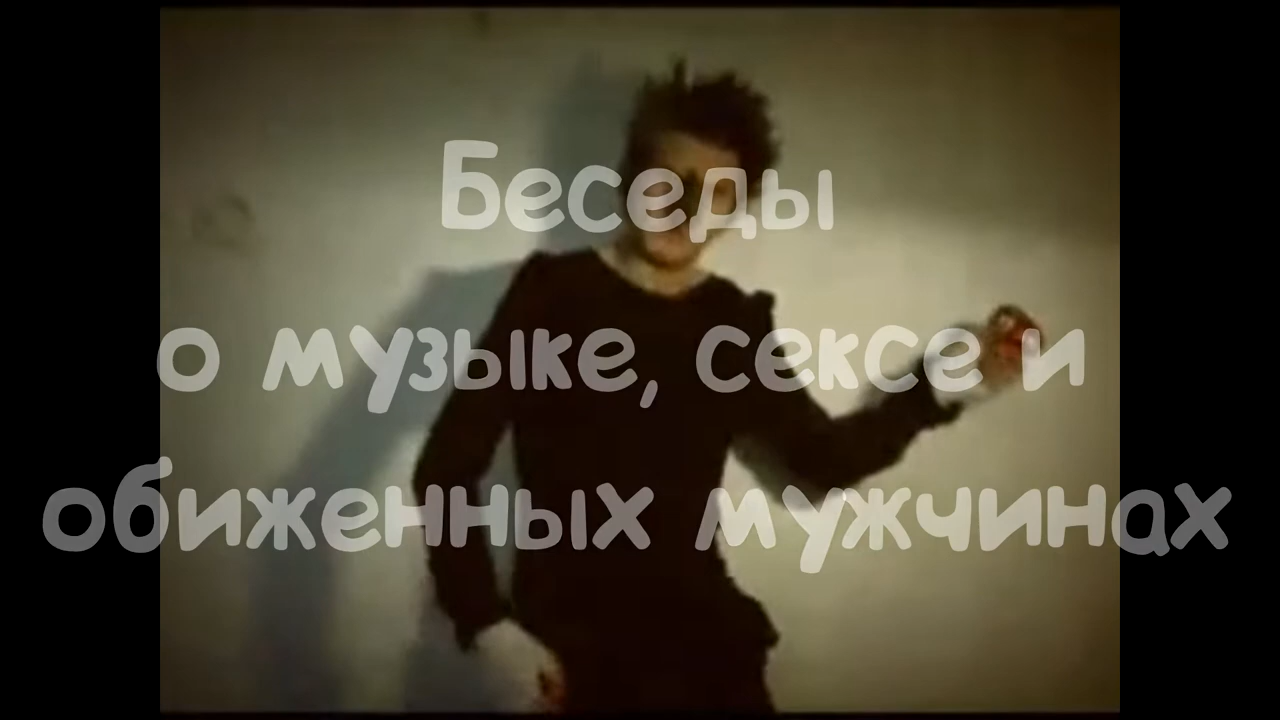 Беседы
о музыке, сексе и
обиженных мужчинах